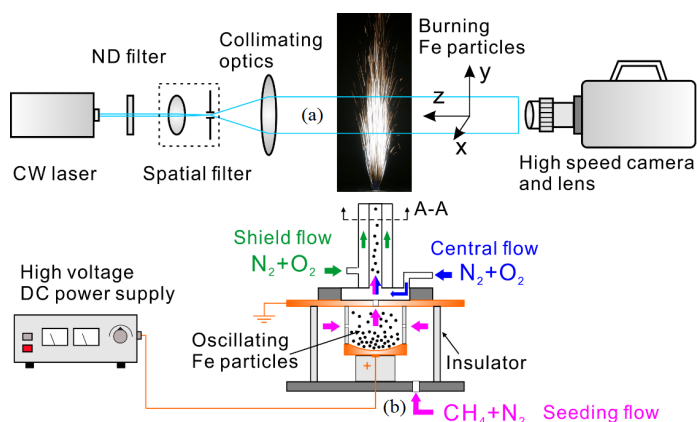 ND filter
Collimating
optics
Burning
Fe particles
(a)
y
z
x
CW laser
Spatial filter
High speed camera
and lens
A-A
Shield flow
N₂+O₂
Central flow
N₂+O₂
High voltage
DC power supply
Oscillating
Fe particles
Insulator
+
(b)
CH₄+N₂ Seeding flow